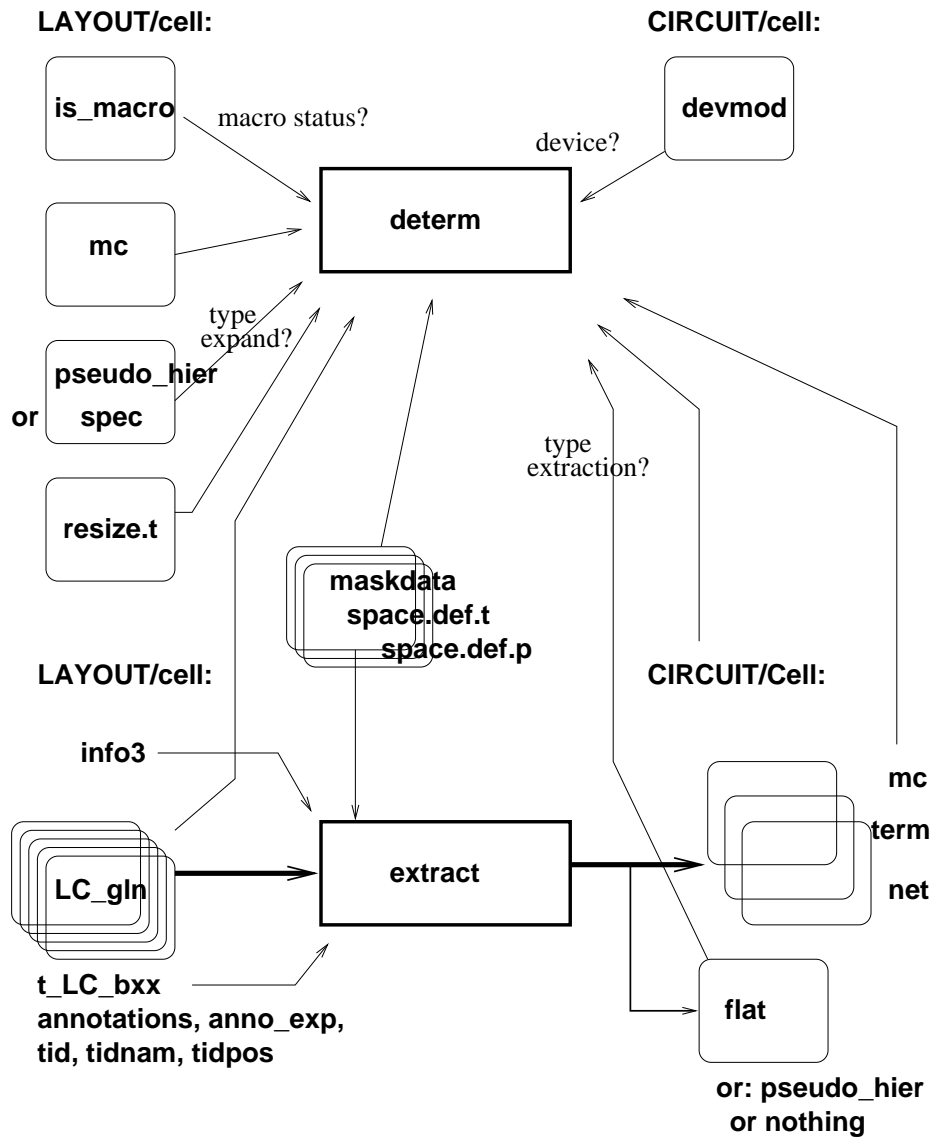 LAYOUT/cell:
CIRCUIT/cell:
is_macro
macro status?
devmod
device?
determ
mc
type
expand?
pseudo_hier
or spec
type
extraction?
resize.t
maskdata
space.def.t
space.def.p
LAYOUT/cell:
CIRCUIT/Cell:
info3
mc
term
net
LC_gln
extract
t_LC_bxx
annotations, anno_exp,
tid, tidnam, tidpos
flat
or: pseudo_hier
or nothing